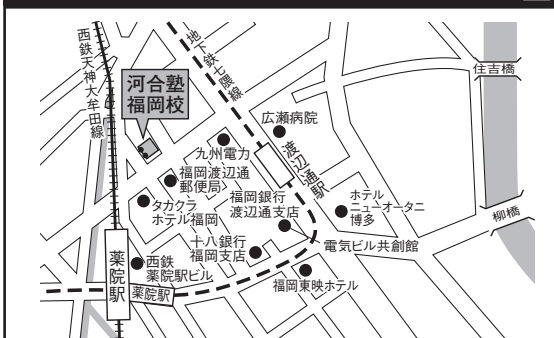 西鉄天神大牟田線
地下鉄七隈線
河合塾
福岡校
住吉橋
広瀬病院
九州電力
渡辺通駅
福岡渡辺通
郵便局
タカクラ
ホテル福岡
福岡銀行
渡辺通支店
ホテル
ニューオータニ
博多
柳橋
十八銀行
福岡支店
電気ビル共創館
薬院駅
西鉄
薬院駅ビル
薬院駅
福岡東映ホテル